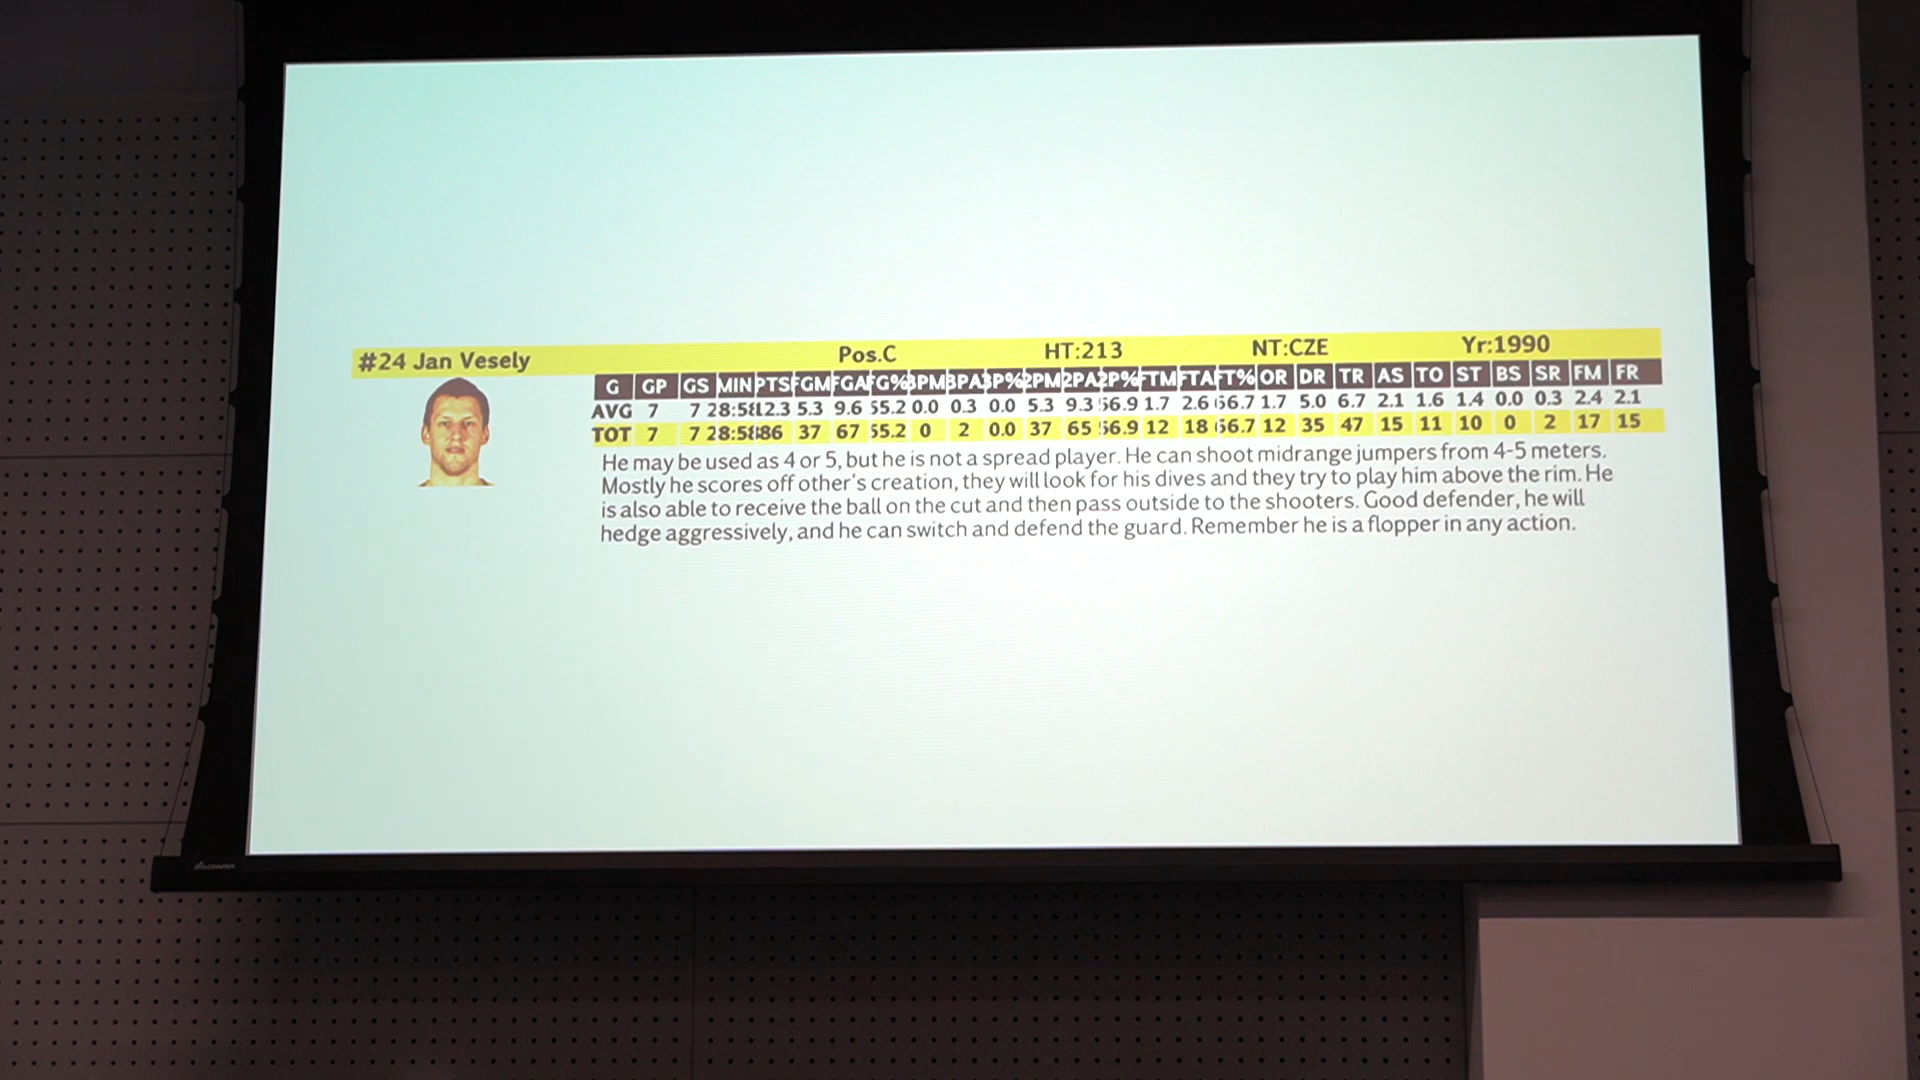 #24 Jan Vesely Pos.C HT:213 NT:CZE Yr:1990
G GP GS MIN PTS FGM FGA FG% 3PM 3PA 3P% 2PM 2PA 2P% FTM FTA FT% OR DR TR AS TO ST BS SR FM FR
AVG 7 7 28:58 12.3 5.3 9.6 55.2 0.0 0.3 0.0 5.3 9.3 56.9 1.7 2.6 66.7 1.7 5.0 6.7 2.1 1.6 1.4 0.0 0.3 2.4 2.1
TOT 7 7 28:58 86 37 67 55.2 0 2 0.0 37 65 56.9 12 18 66.7 12 35 47 15 11 10 0 2 17 15
He may be used as 4 or 5, but he is not a spread player. He can shoot midrange jumpers from 4-5 meters.
Mostly he scores off other's creation, they will look for his dives and they try to play him above the rim. He
is also able to receive the ball on the cut and then pass outside to the shooters. Good defender, he will
hedge aggressively, and he can switch and defend the guard. Remember he is a flopper in any action.